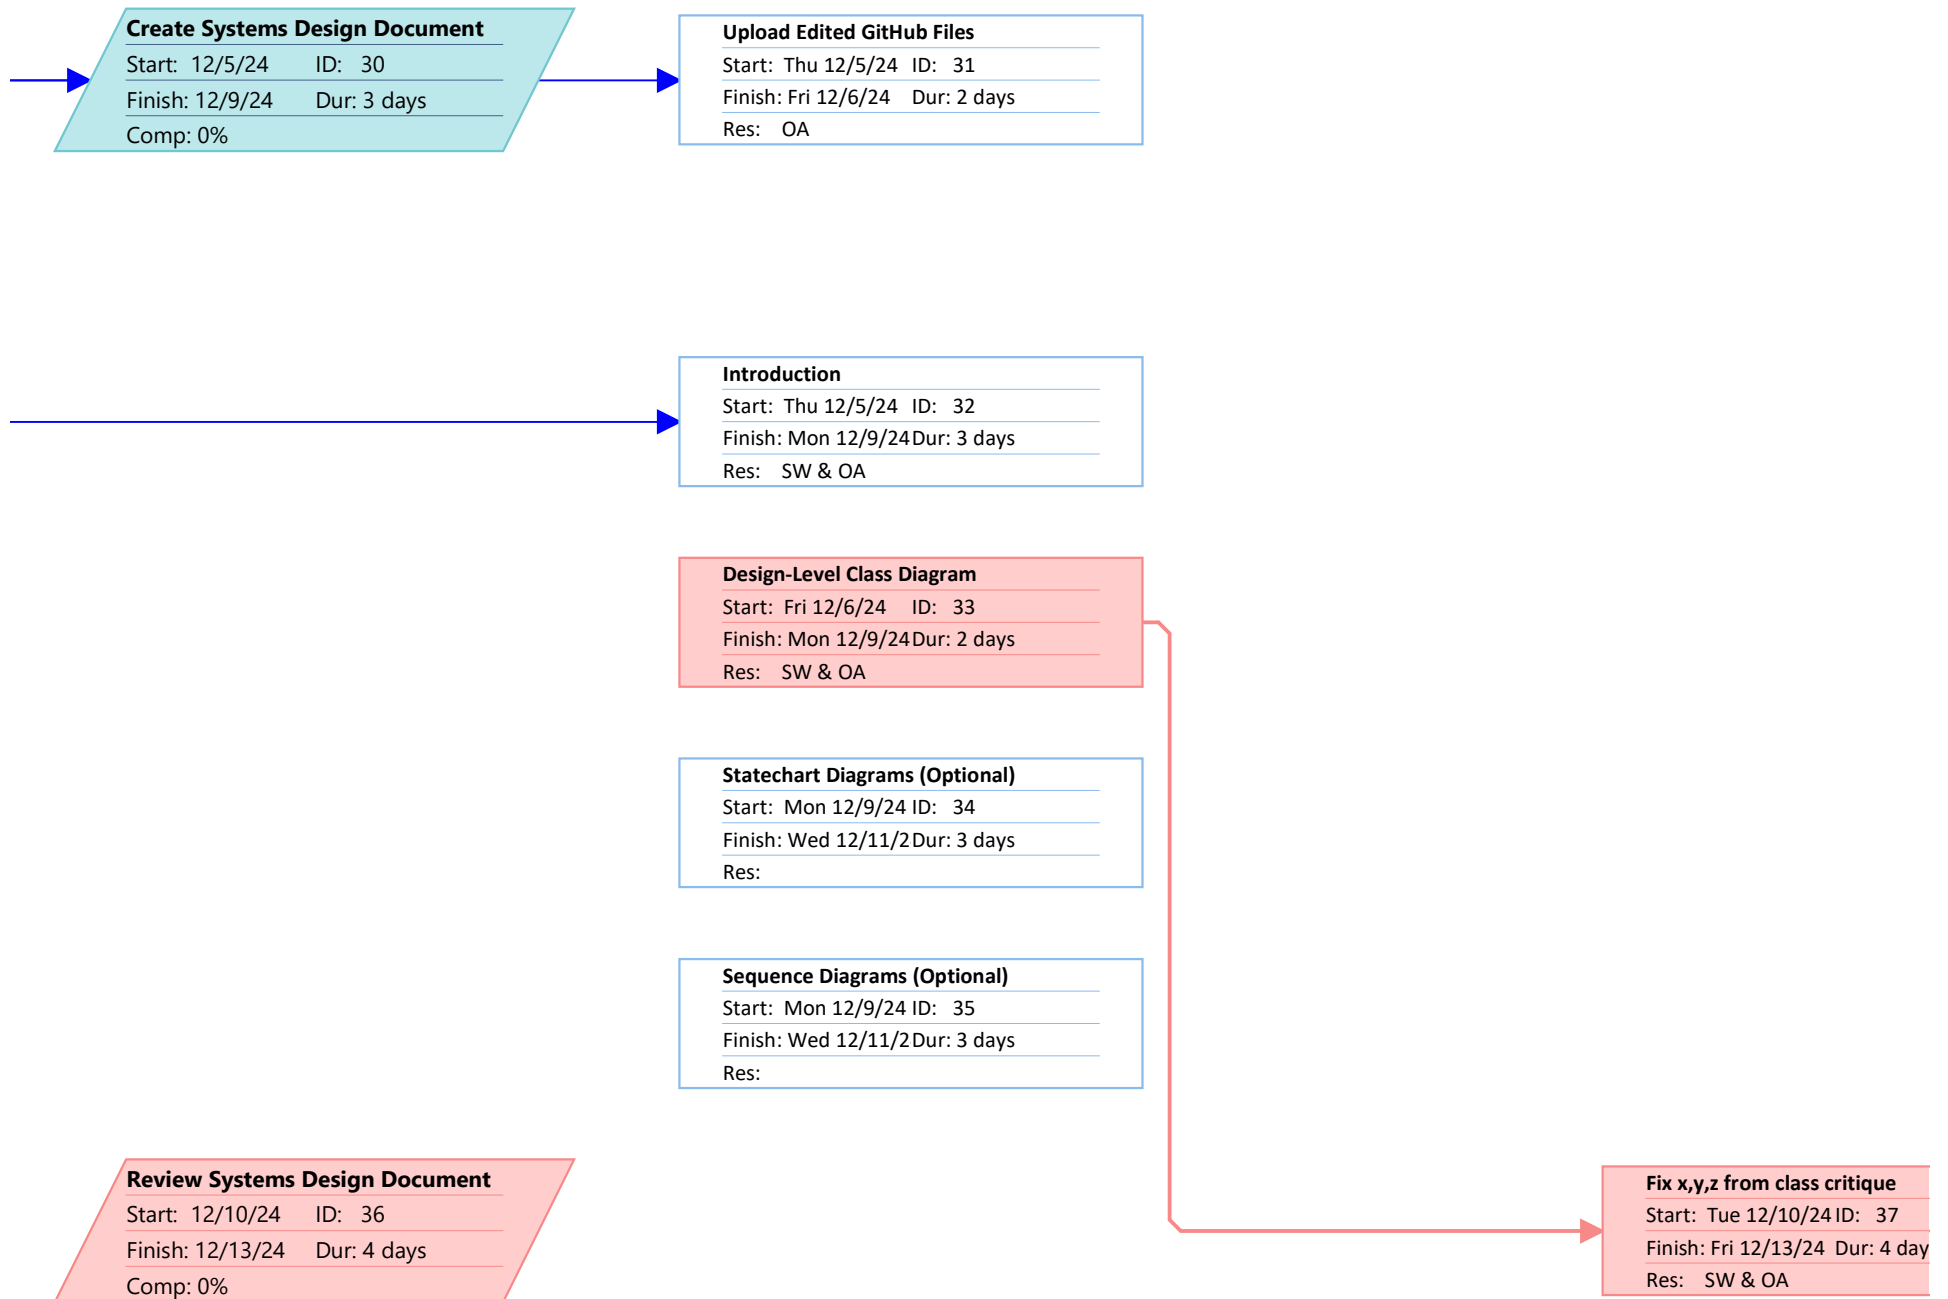 Create Systems Design Document
Start: 12/5/24 ID: 30
Finish: 12/9/24 Dur: 3 days
Comp: 0%
Upload Edited GitHub Files
Start: Thu 12/5/24 ID: 31
Finish: Fri 12/6/24 Dur: 2 days
Res: OA
Introduction
Start: Thu 12/5/24 ID: 32
Finish: Mon 12/9/24 Dur: 3 days
Res: SW & OA
Design-Level Class Diagram
Start: Fri 12/6/24 ID: 33
Finish: Mon 12/9/24 Dur: 2 days
Res: SW & OA
Statechart Diagrams (Optional)
Start: Mon 12/9/24 ID: 34
Finish: Wed 12/11/2 Dur: 3 days
Res:
Sequence Diagrams (Optional)
Start: Mon 12/9/24 ID: 35
Finish: Wed 12/11/2 Dur: 3 days
Res:
Review Systems Design Document
Start: 12/10/24 ID: 36
Finish: 12/13/24 Dur: 4 days
Comp: 0%
Fix x,y,z from class critique
Start: Tue 12/10/24 ID: 37
Finish: Fri 12/13/24 Dur: 4 day
Res: SW & OA